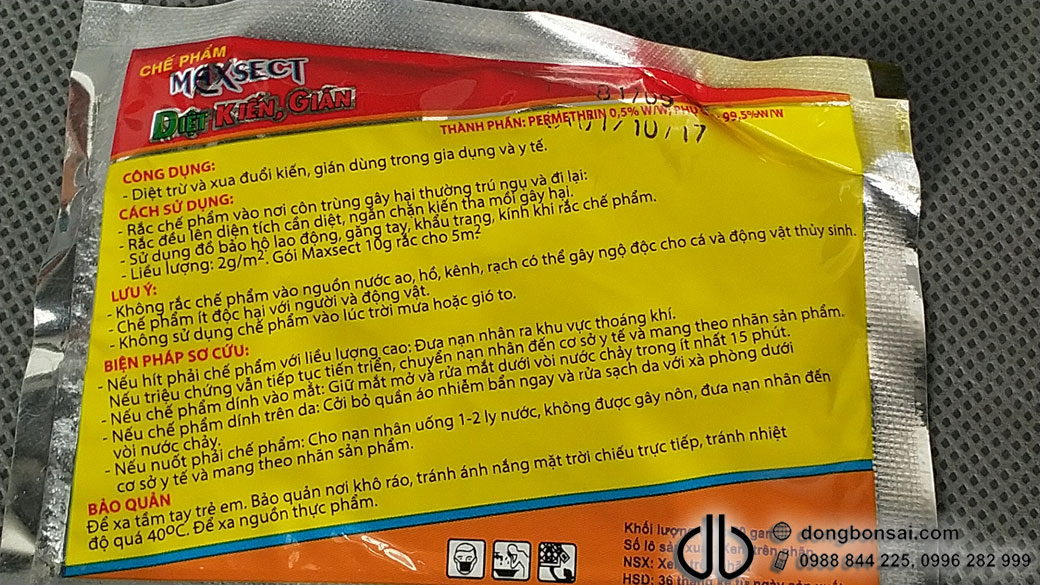 CHẾ PHẨM
MAXSECT
DIỆT KIẾN, GIÁN
THÀNH PHẦN: PERMETHRIN 0,5% W/W, PHỤ 99,5%W/W
/10/17
CÔNG DỤNG:
- Diệt trừ và xua đuổi kiến, gián dùng trong gia dụng và y tế.
CÁCH SỬ DỤNG:
- Rắc chế phẩm vào nơi côn trùng gây hại thường trú ngụ và đi lại:
- Rắc đều lên diện tích cần diệt, ngăn chặn kiến tha mồi gây hại.
- Sử dụng đồ bảo hộ lao động, găng tay, khẩu trang, kính khi rắc chế phẩm.
- Liều lượng: 2g/m². Gói Maxsect 10g rắc cho 5m²
LƯU Ý:
- Không rắc chế phẩm vào nguồn nước ao, hồ, kênh, rạch có thể gây ngộ độc cho cá và động vật thủy sinh.
- Chế phẩm ít độc hại với người và động vật.
- Không sử dụng chế phẩm vào lúc trời mưa hoặc gió to.
BIỆN PHÁP SƠ CỨU:
- Nếu hít phải chế phẩm với liều lượng cao: Đưa nạn nhân ra khu vực thoáng khí.
Nếu triệu chứng vẫn tiếp tục tiến triển, chuyển nạn nhân đến cơ sở y tế và mang theo nhãn sản phẩm.
- Nếu chế phẩm dính vào mắt: Giữ mắt mở và rửa mắt dưới vòi nước chảy trong ít nhất 15 phút.
- Nếu chế phẩm dính trên da: Cởi bỏ quần áo nhiễm bẩn ngay và rửa sạch da với xà phòng dưới
vòi nước chảy.
- Nếu nuốt phải chế phẩm: Cho nạn nhân uống 1-2 ly nước, không được gây nôn, đưa nạn nhân đến
cơ sở y tế và mang theo nhãn sản phẩm.
BẢO QUẢN
Để xa tầm tay trẻ em. Bảo quản nơi khô ráo, tránh ánh nắng mặt trời chiếu trực tiếp, tránh nhiệt
độ quá 40ºC. Để xa nguồn thực phẩm.
Khối lượng
Số lô
NSX:
HSD: 36
dongbonsai.com
0988 844 225, 0996 282 999